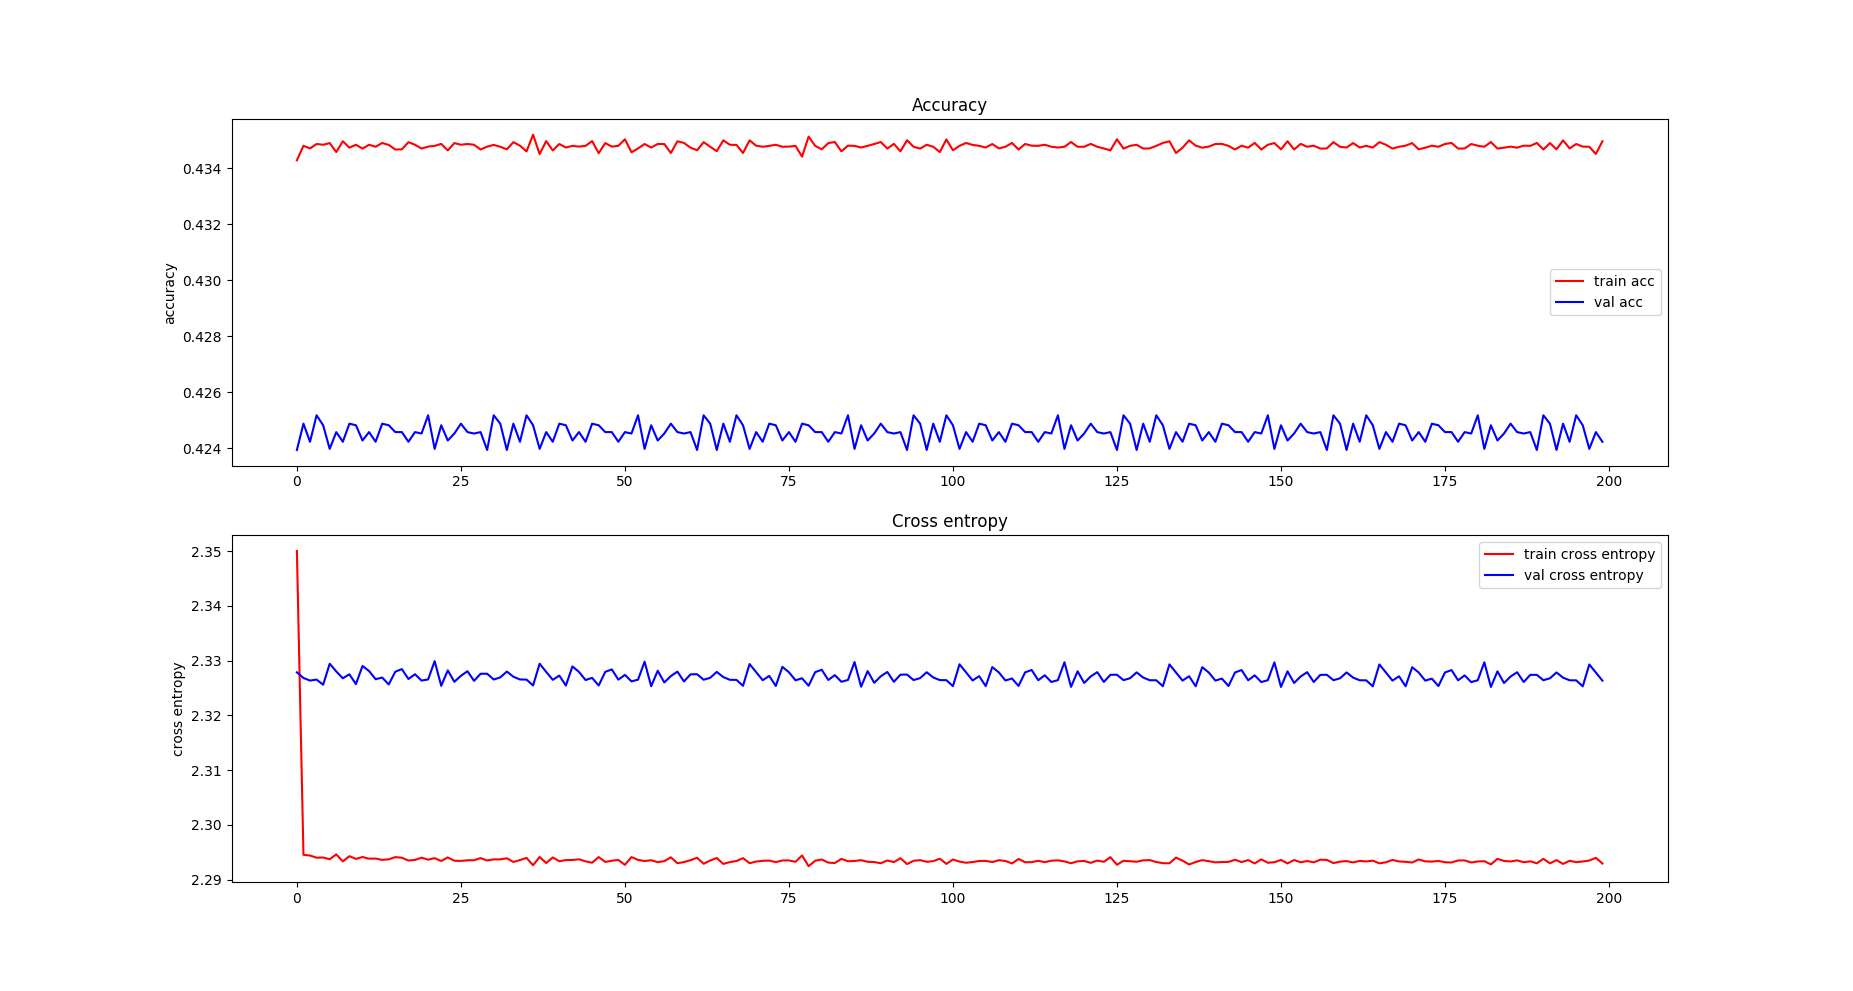 Accuracy
accuracy
0.434
0.432
0.430
0.428
0.426
0.424
train acc
val acc
0 25 50 75 100 125 150 175 200
Cross entropy
cross entropy
2.35
2.34
2.33
2.32
2.31
2.30
2.29
train cross entropy
val cross entropy
0 25 50 75 100 125 150 175 200